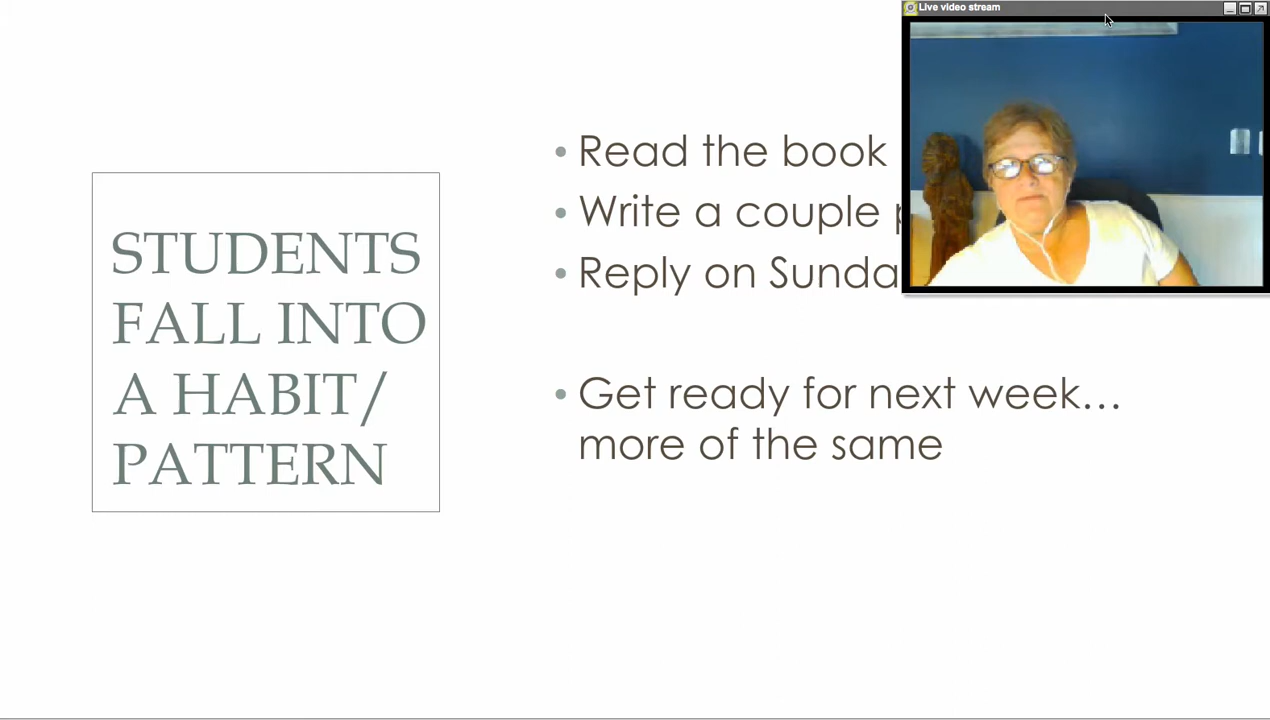 Live video stream
STUDENTS
FALL INTO
A HABIT/
PATTERN
• Read the book
• Write a couple
• Reply on
• Get ready for next week…
more of the same